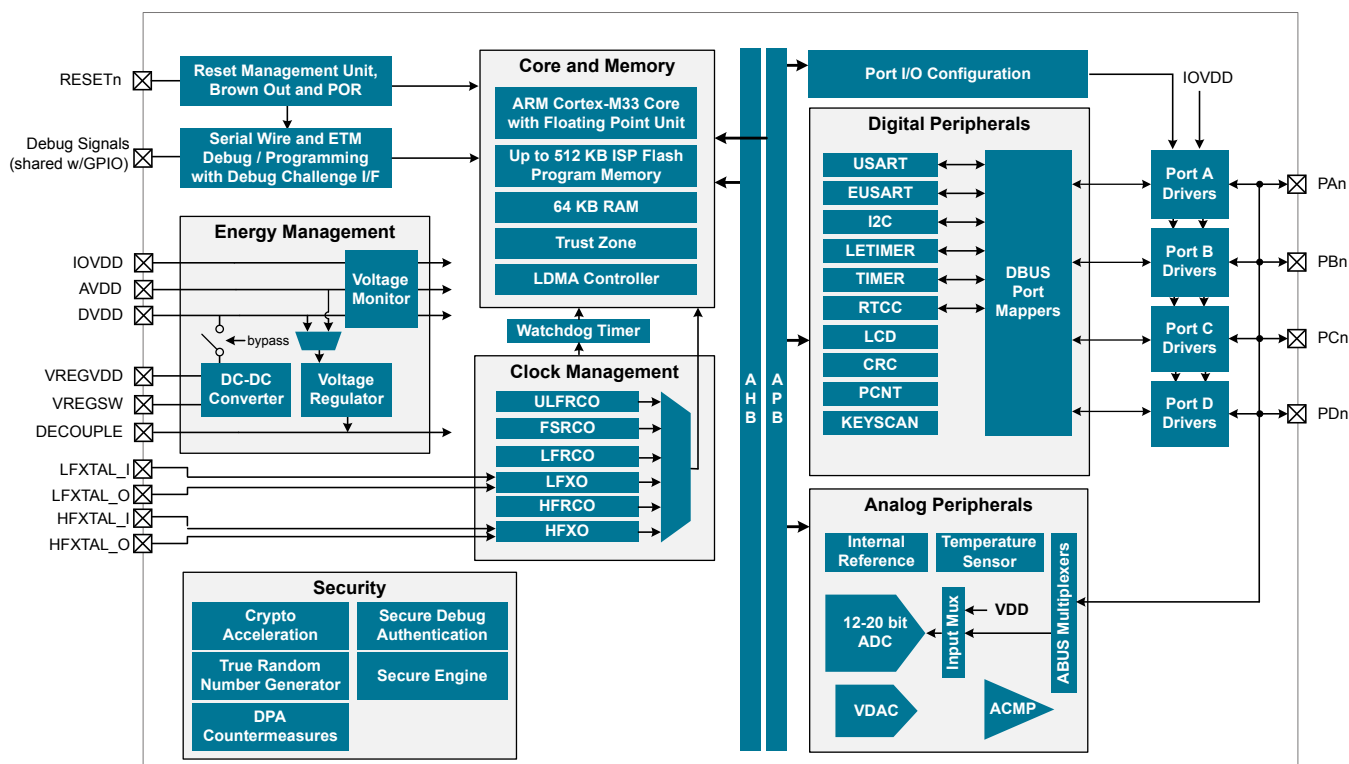 RESETn
Debug Signals
(shared w/GPIO)
Reset Management Unit,
Brown Out and POR
Serial Wire and ETM
Debug / Programming
with Debug Challenge I/F
Energy Management
IOVDD
AVDD
DVDD
Voltage
Monitor
bypass
VREGVDD
VREGSW
DECOUPLE
DC-DC
Converter
Voltage
Regulator
LFXTAL_I
LFXTAL_O
HFXTAL_I
HFXTAL_O
Core and Memory
ARM Cortex-M33 Core
with Floating Point Unit
Up to 512 KB ISP Flash
Program Memory
64 KB RAM
Trust Zone
LDMA Controller
Watchdog Timer
Clock Management
ULFRCO
FSRCO
LFRCO
LFXO
HFRCO
HFXO
Security
Crypto
Acceleration
Secure Debug
Authentication
True Random
Number Generator
Secure Engine
DPA
Countermeasures
A
H
B
A
P
B
Port I/O Configuration
IOVDD
Digital Peripherals
USART
EUSART
I2C
LETIMER
TIMER
RTCC
LCD
CRC
PCNT
KEYSCAN
DBUS
Port
Mappers
Port A
Drivers
Port B
Drivers
Port C
Drivers
Port D
Drivers
PAn
PBn
PCn
PDn
Analog Peripherals
Internal
Reference
Temperature
Sensor
12-20 bit
ADC
Input Mux
VDD
ABUS Multiplexers
VDAC
ACMP